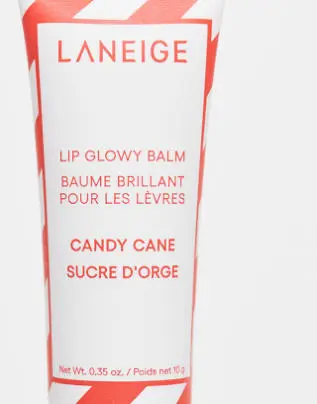 LANEIGE
LIP GLOWY BALM
BAUME BRILLANT
POUR LES LÈVRES
CANDY CANE
SUCRE D'ORGE
Net Wt. 0.35 oz. / Poids net 10 g